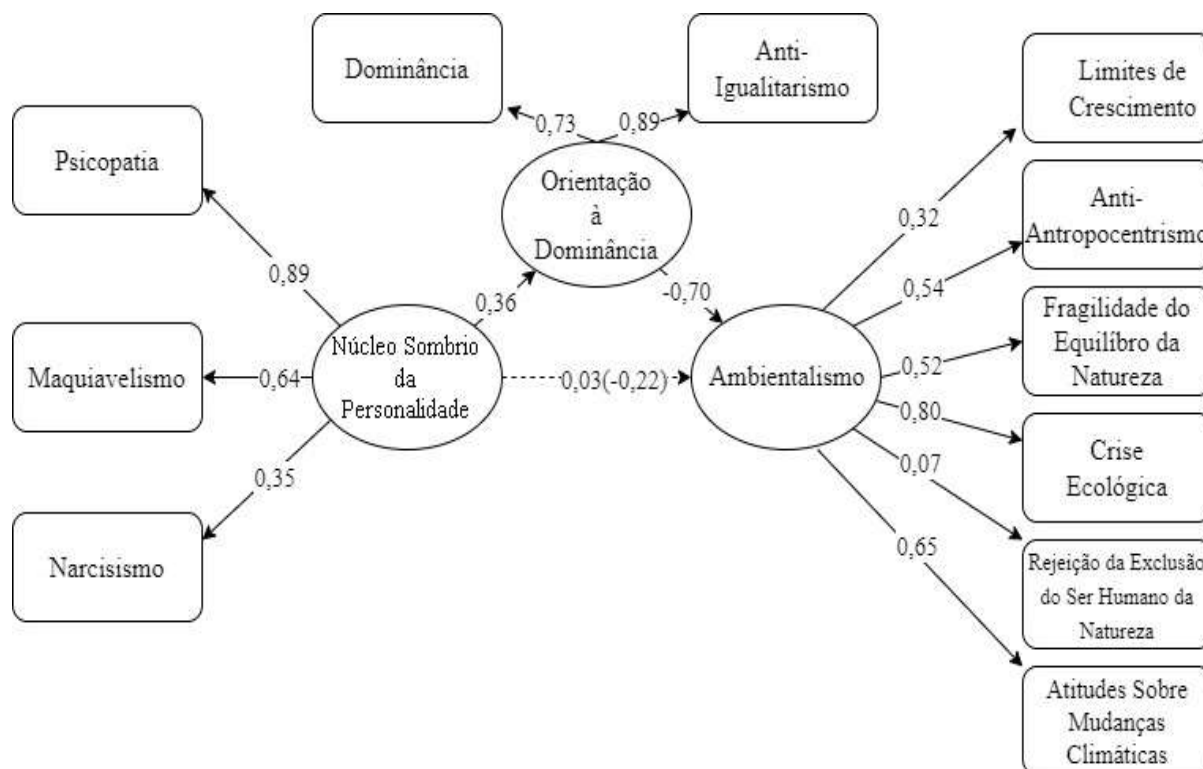 Dominância
Anti-
Igualitarismo
Limites de
Crescimento
Psicopatia
0,73
0,89
Orientação
à
Dominância
Anti-
Antropocentrismo
0,32
0,89
0,36
-0,70
0,54
Fragilidade do
Equilíbro da
Natureza
Núcleo Sombrio
da
Personalidade
Maquiavelismo
0,64
0,03(-0,22)
Ambientalismo
0,52
0,80
Crise
Ecológica
0,35
0,07
Narcisismo
0,65
Rejeição da Exclusão
do Ser Humano da
Natureza
Atitudes Sobre
Mudanças
Climáticas